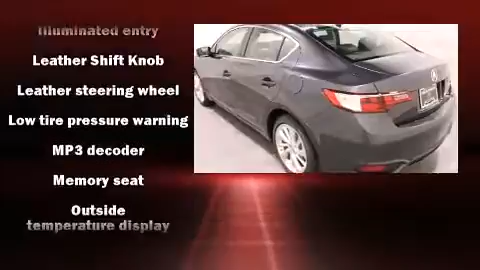 Illuminated entry
Leather Shift Knob
Leather steering wheel
Low tire pressure warning
MP3 decoder
Memory seat
Outside
temperature display